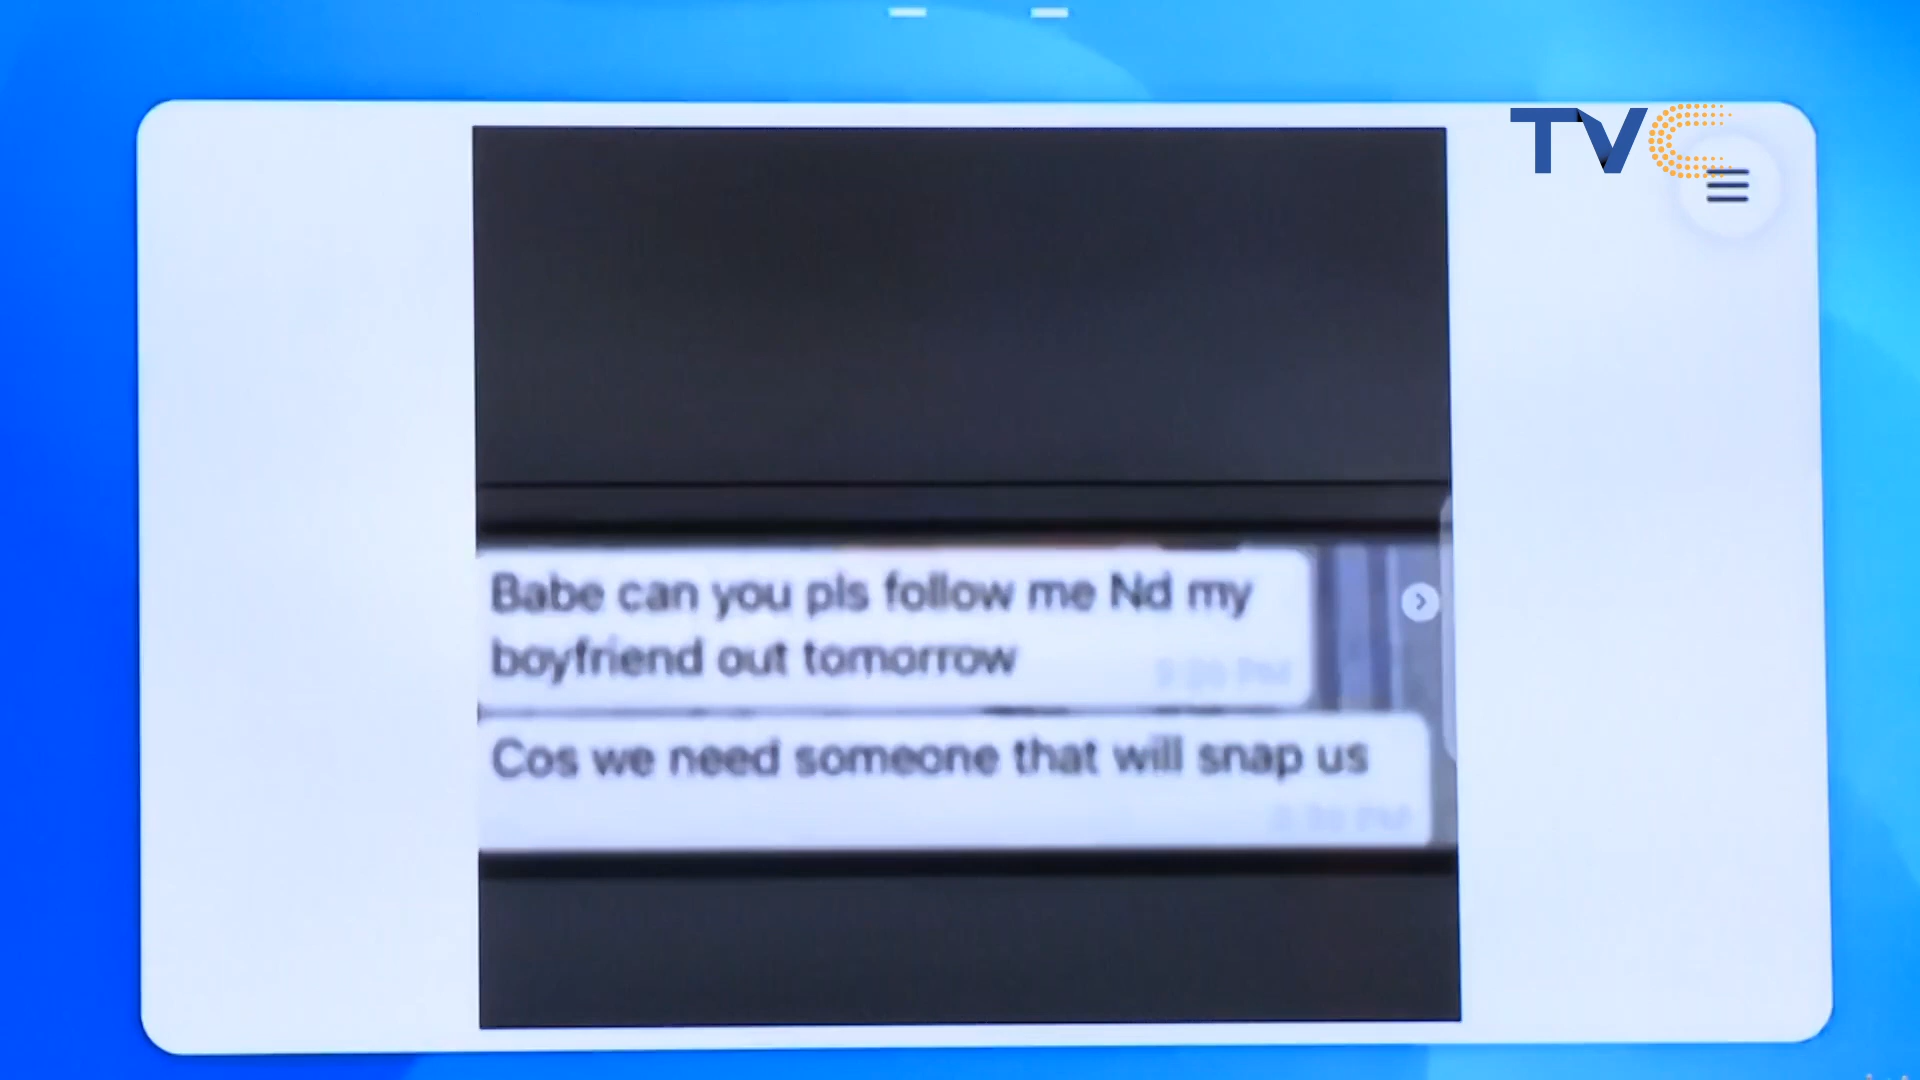 TVC
Babe can you pls follow me Nd my
boyfriend out tomorrow
Cos we need someone that will snap us